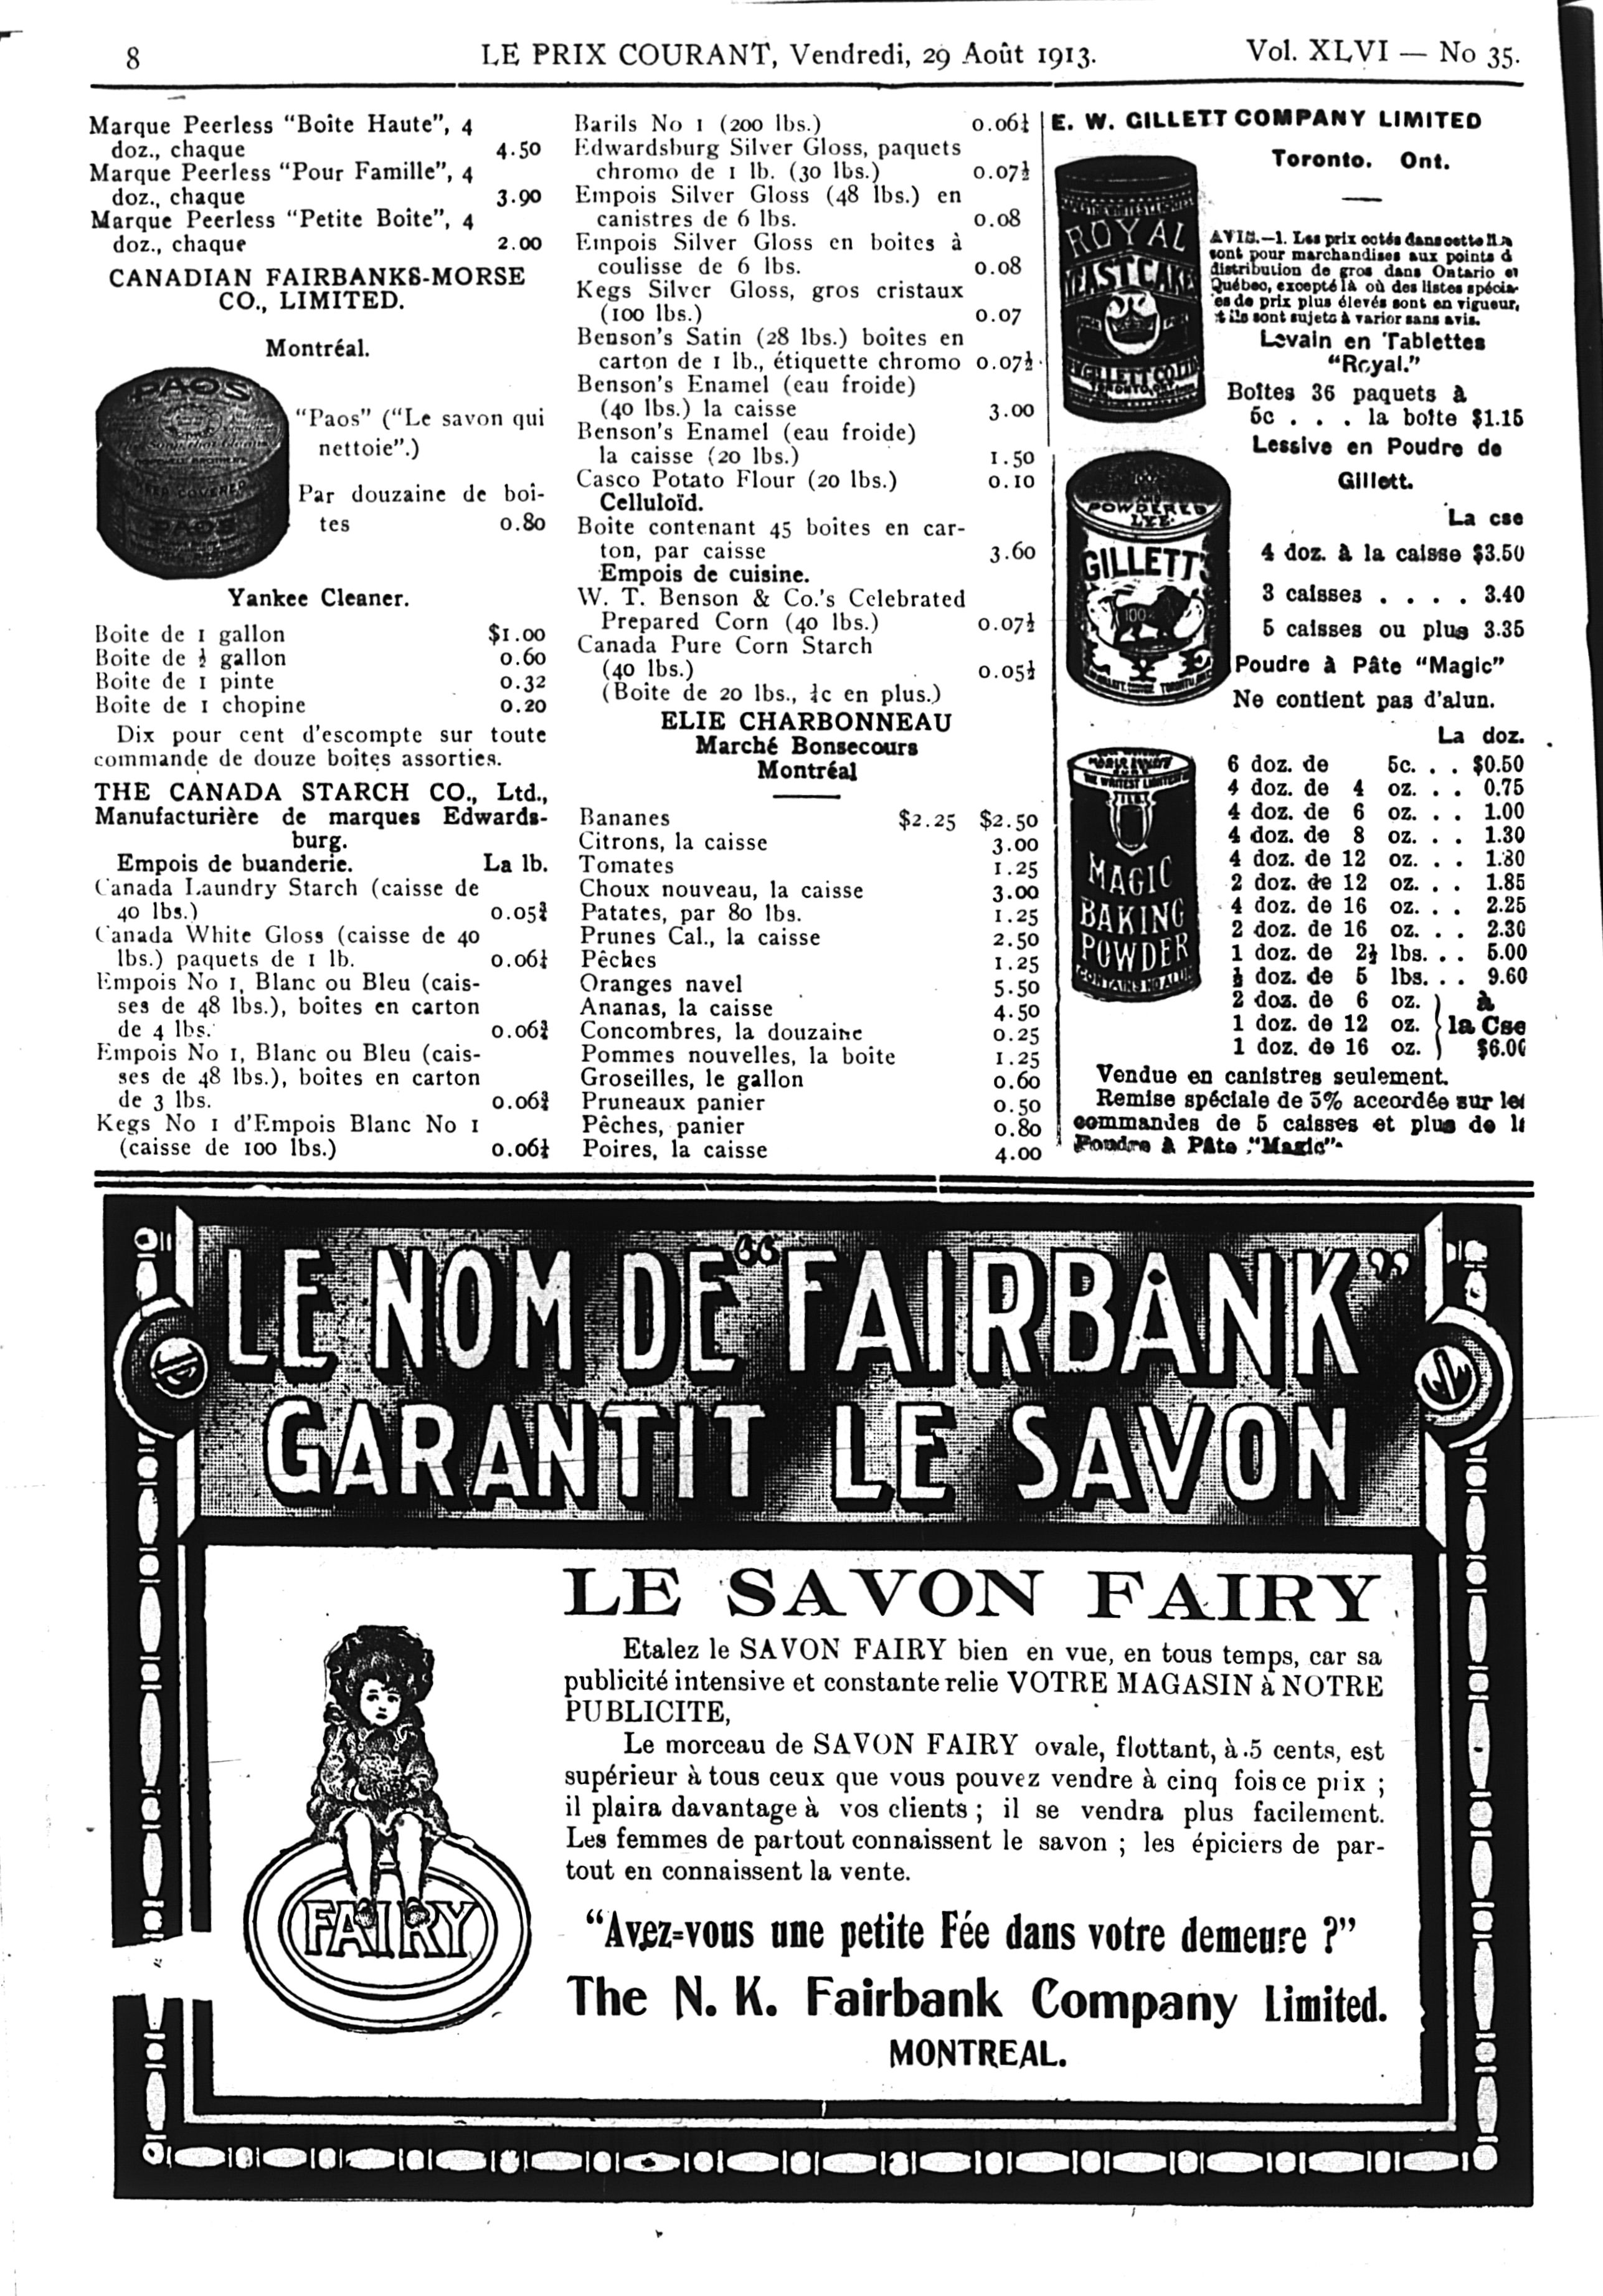 8
LE PRIX COURANT, Vendredi, 29 Août 1913.
Vol. XLVI — No 35.
Marque Peerless "Boîte Haute", 4
doz., chaque 4.50
Marque Peerless "Pour Famille", 4
doz., chaque 3.90
Marque Peerless "Petite Boîte", 4
doz., chaque 2.00
CANADIAN FAIRBANKS-MORSE
CO., LIMITED.
Montréal.
PAOS
"Paos" ("Le savon qui
nettoie".)
Par douzaine de boî-
tes 0.80
Yankee Cleaner.
Boîte de 1 gallon $1.00
Boîte de ½ gallon 0.60
Boîte de 1 pinte 0.32
Boîte de 1 chopine 0.20
Dix pour cent d'escompte sur toute
commande de douze boîtes assorties.
THE CANADA STARCH CO., Ltd.,
Manufacturière de marques Edwards-
burg.
Empois de buanderie. La lb.
Canada Laundry Starch (caisse de
40 lbs.) 0.05¾
Canada White Gloss (caisse de 40
lbs.) paquets de 1 lb. 0.06¼
Empois No 1, Blanc ou Bleu (cais-
ses de 48 lbs.), boîtes en carton
de 4 lbs. 0.06¾
Empois No 1, Blanc ou Bleu (cais-
ses de 48 lbs.), boîtes en carton
de 3 lbs. 0.06¾
Kegs No 1 d'Empois Blanc No 1
(caisse de 100 lbs.) 0.06¼
Barils No 1 (200 lbs.) 0.06¼
Edwardsburg Silver Gloss, paquets
chromo de 1 lb. (30 lbs.) 0.07½
Empois Silver Gloss (48 lbs.) en
canistres de 6 lbs. 0.08
Empois Silver Gloss en boîtes à
coulisse de 6 lbs. 0.08
Kegs Silver Gloss, gros cristaux
(100 lbs.) 0.07
Benson's Satin (28 lbs.) boîtes en
carton de 1 lb., étiquette chromo 0.07½
Benson's Enamel (eau froide)
(40 lbs.) la caisse 3.00
Benson's Enamel (eau froide)
la caisse (20 lbs.) 1.50
Casco Potato Flour (20 lbs.) 0.10
Celluloïd.
Boîte contenant 45 boîtes en car-
ton, par caisse 3.60
Empois de cuisine.
W. T. Benson & Co.'s Celebrated
Prepared Corn (40 lbs.) 0.07½
Canada Pure Corn Starch
(40 lbs.) 0.05½
(Boîte de 20 lbs., ¼c en plus.)
ELIE CHARBONNEAU
Marché Bonsecours
Montréal
Bananes $2.25 $2.50
Citrons, la caisse 3.00
Tomates 1.25
Choux nouveau, la caisse 3.00
Patates, par 80 lbs. 1.25
Prunes Cal., la caisse 2.50
Pêches 1.25
Oranges navel 5.50
Ananas, la caisse 4.50
Concombres, la douzaine 0.25
Pommes nouvelles, la boîte 1.25
Groseilles, le gallon 0.60
Pruneaux panier 0.50
Pêches, panier 0.80
Poires, la caisse 4.00
E. W. GILLETT COMPANY LIMITED
Toronto. Ont.
ROYAL
YEAST CAKES
AVIS.—1. Les prix cotés dans cette
sont pour marchandises aux points d
distribution de gros dans Ontario et
Québec, excepté là où des listes spécia-
es de prix plus élevés sont en vigueur,
t ils sont sujets à varior sans avis.
Levain en Tablettes
"Royal."
Boîtes 36 paquets à
5c . . . la boîte $1.15
Lessive en Poudre de
Gillett.
POWDERED
LYE
GILLETT'S
100
La cse
4 doz. à la caisse $3.50
3 caisses . . . . 3.40
5 caisses ou plus 3.35
Poudre à Pâte "Magic"
Ne contient pas d'alun.
MAGIC
BAKING
POWDER
CONTAINS NO ALUM
La doz.
6 doz. de 5c. . . $0.50
4 doz. de 4 oz. . . 0.75
4 doz. de 6 oz. . . 1.00
4 doz. de 8 oz. . . 1.30
4 doz. de 12 oz. . . 1.80
2 doz. de 12 oz. . . 1.85
4 doz. de 16 oz. . . 2.25
2 doz. de 16 oz. . . 2.30
1 doz. de 2½ lbs. . . 5.00
½ doz. de 5 lbs. . . 9.60
2 doz. de 6 oz. } à
1 doz. de 12 oz. } la Cse
1 doz. de 16 oz. } $6.00
Vendue en canistres seulement.
Remise spéciale de 5% accordée sur les
commandes de 5 caisses et plus de la
Poudre à Pâte "Magic".
LE NOM DE "FAIRBANK"
GARANTIT LE SAVON
LE SAVON FAIRY
Etalez le SAVON FAIRY bien en vue, en tous temps, car sa
publicité intensive et constante relie VOTRE MAGASIN à NOTRE
PUBLICITE,
Le morceau de SAVON FAIRY ovale, flottant, à 5 cents, est
supérieur à tous ceux que vous pouvez vendre à cinq fois ce prix ;
il plaira davantage à vos clients ; il se vendra plus facilement.
Les femmes de partout connaissent le savon ; les épiciers de par-
tout en connaissent la vente.
FAIRY
"Avez-vous une petite Fée dans votre demeure ?"
The N. K. Fairbank Company Limited.
MONTREAL.